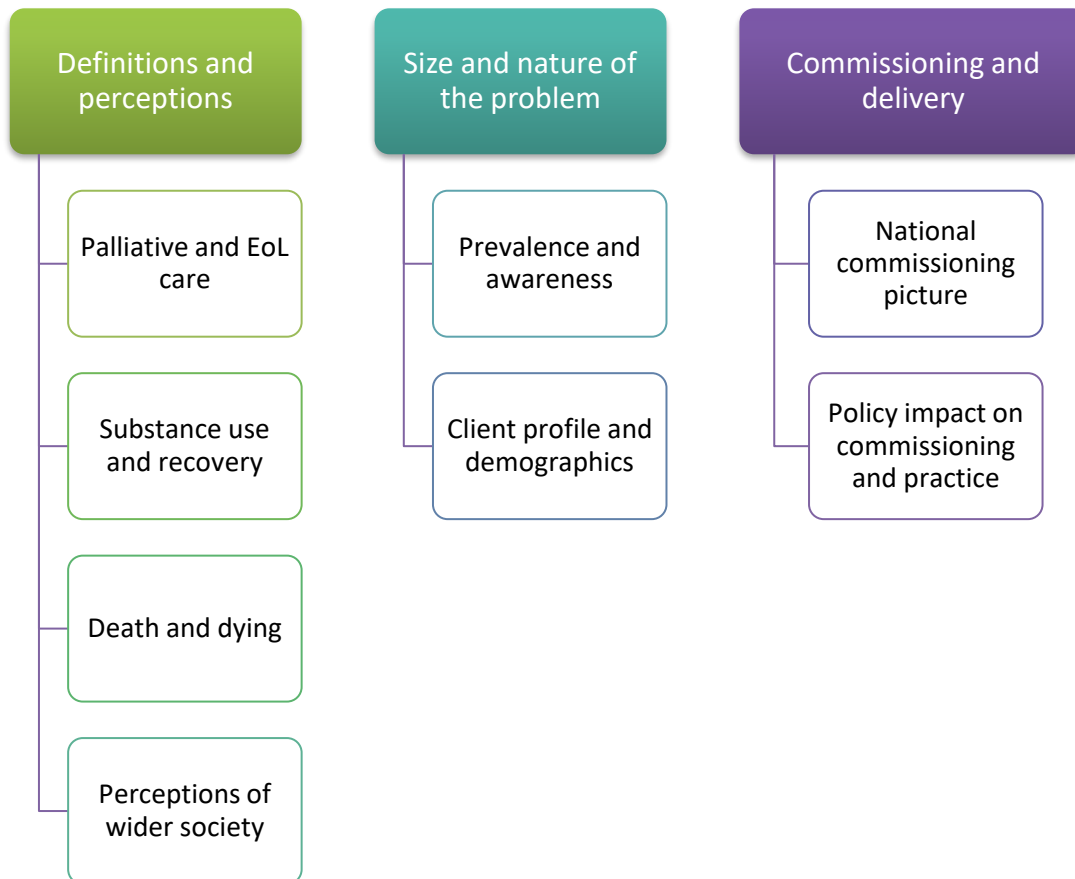 Definitions and
perceptions
Palliative and EoL
care
Substance use
and recovery
Death and dying
Perceptions of
wider society
Size and nature of
the problem
Prevalence and
awareness
Client profile and
demographics
Commissioning and
delivery
National
commissioning
picture
Policy impact on
commissioning
and practice